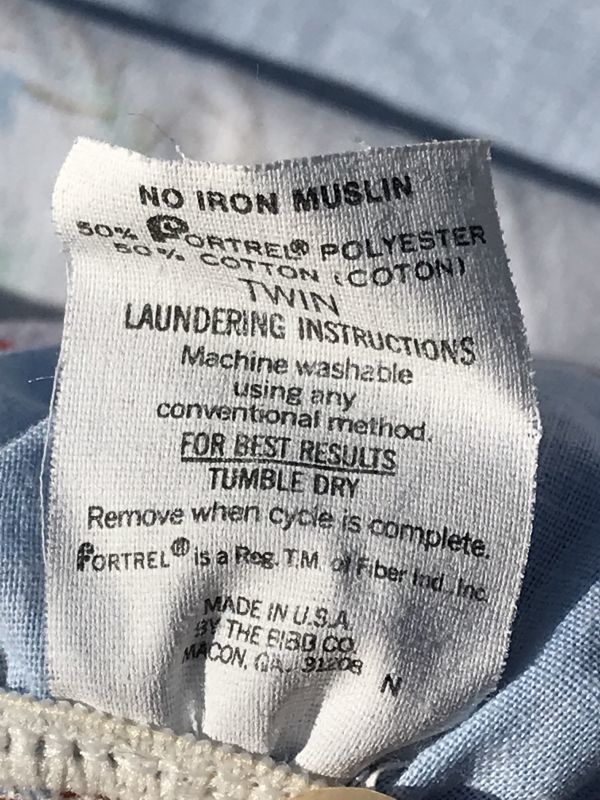 NO IRON MUSLIN
50% PORTREL® POLYESTER
50% COTTON (COTON)
TWIN
LAUNDERING INSTRUCTIONS
Machine washable
using any
conventional method.
FOR BEST RESULTS
TUMBLE DRY
Remove when cycle is complete.
FORTREL® is a Reg. T.M. of Fiber Ind., Inc.
MADE IN U.S.A.
BY THE BIBB CO.
MACON, GA. 31208
N